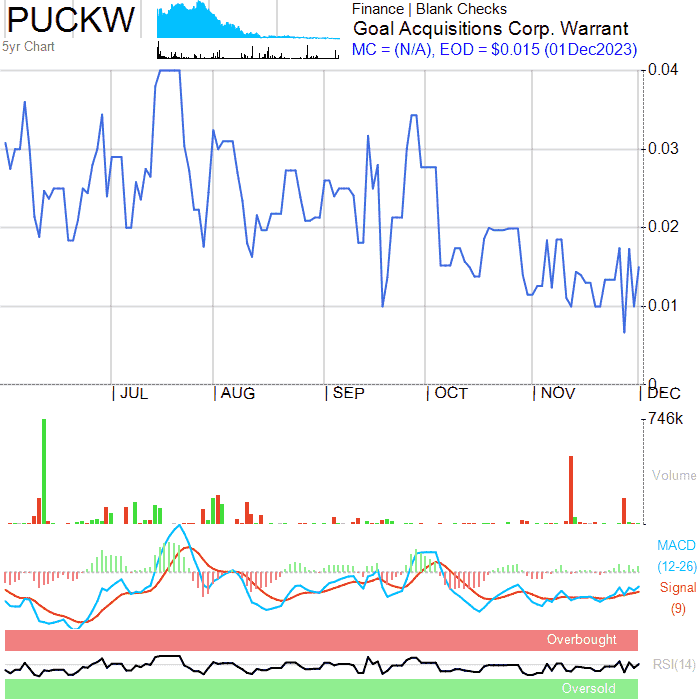 PUCKW
5yr Chart
Finance | Blank Checks
Goal Acquisitions Corp. Warrant
MC = (N/A), EOD = $0.015 (01Dec2023)
0.04
0.03
0.02
0.01
0
| JUL | AUG | SEP | OCT | NOV | DEC
746k
Volume
MACD
(12-26)
Signal
(9)
Overbought
RSI(14)
Oversold